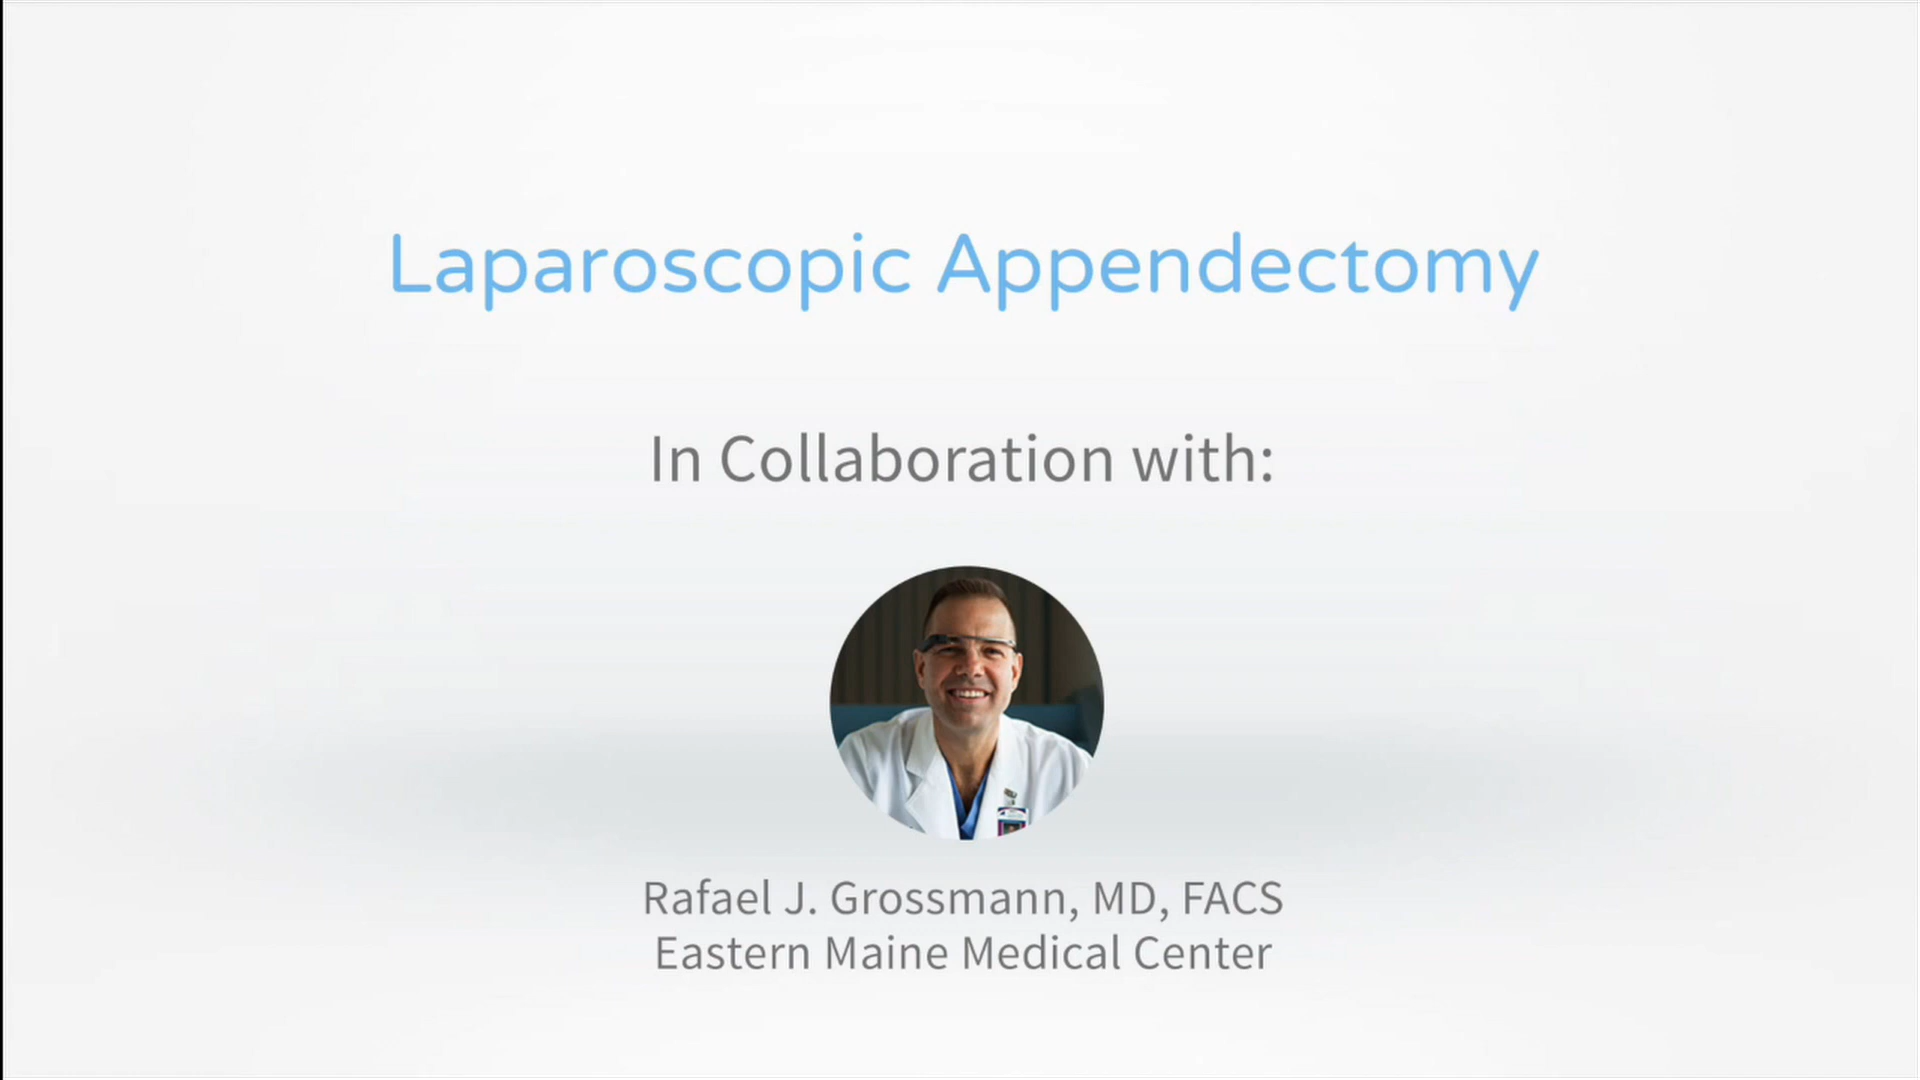 Laparoscopic Appendectomy
In Collaboration with:
Rafael J. Grossmann, MD, FACS
Eastern Maine Medical Center